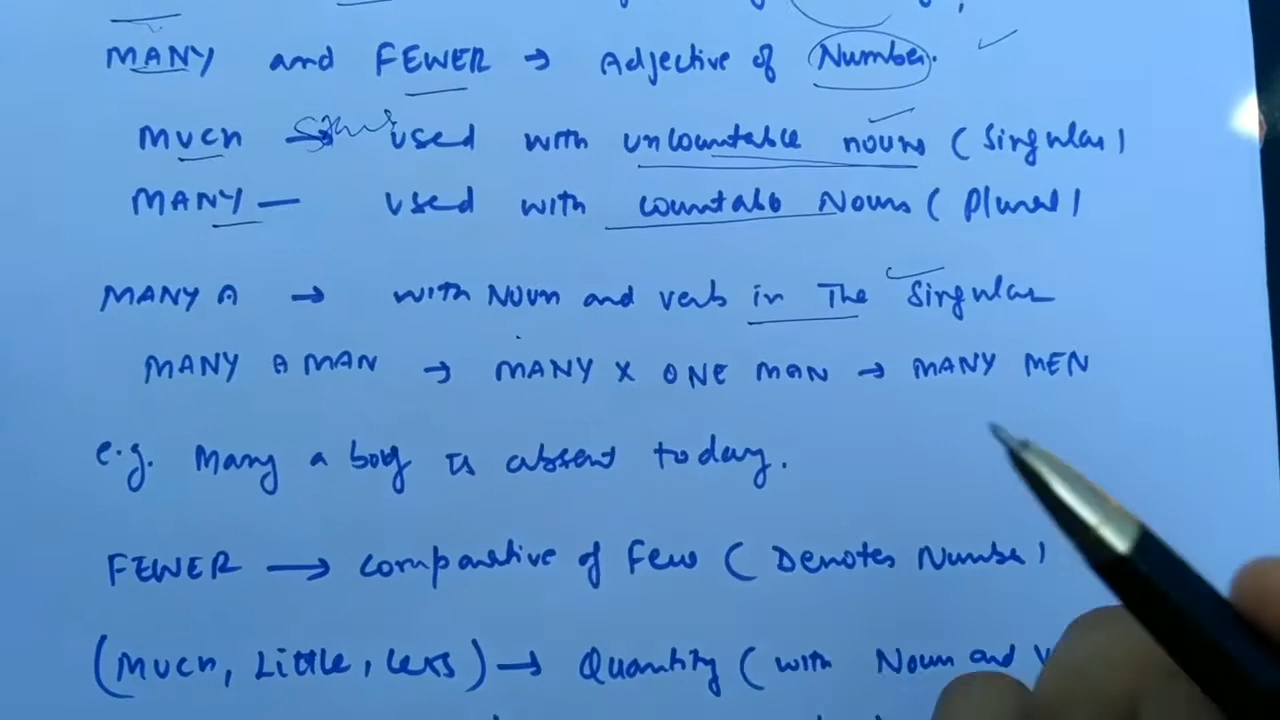 MANY and FEWER → Adjective of Number.
MUCH used with uncountable nouns (Singular)
MANY — used with countable Nouns (Plural)
MANY A → with Noun and verb in The Singular
MANY A MAN → MANY X ONE MAN → MANY MEN
e.g. Many a boy is absent today.
FEWER → Comparative of Few (Denotes Number)
(Much, Little, Less) → Quantity (with Noun and